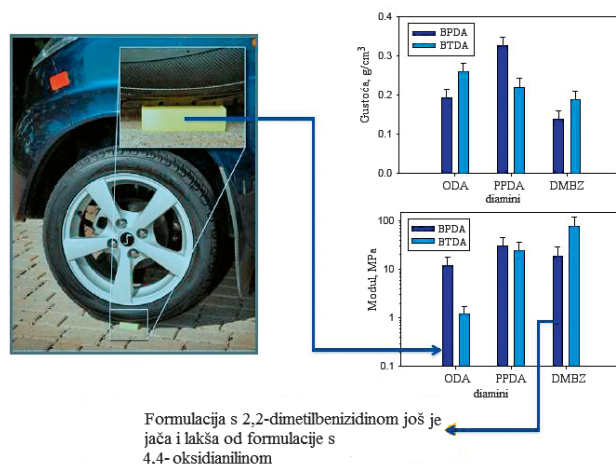 0.4
0.3
0.2
0.1
0.0
Gustoća, g/cm³
BPDA
BTDA
ODA
PPDA
DMBZ
diamini
100
10
1
0.1
Modul, MPa
BPDA
BTDA
ODA
PPDA
DMBZ
diamini
Formulacija s 2,2-dimetilbenizidinom još je
jača i lakša od formulacije s
4,4-oksidianilinom